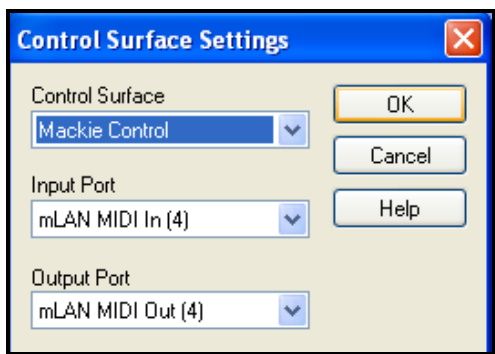 Control Surface Settings
Control Surface
Mackie Control
Input Port
mLAN MIDI In (4)
Output Port
mLAN MIDI Out (4)
OK
Cancel
Help